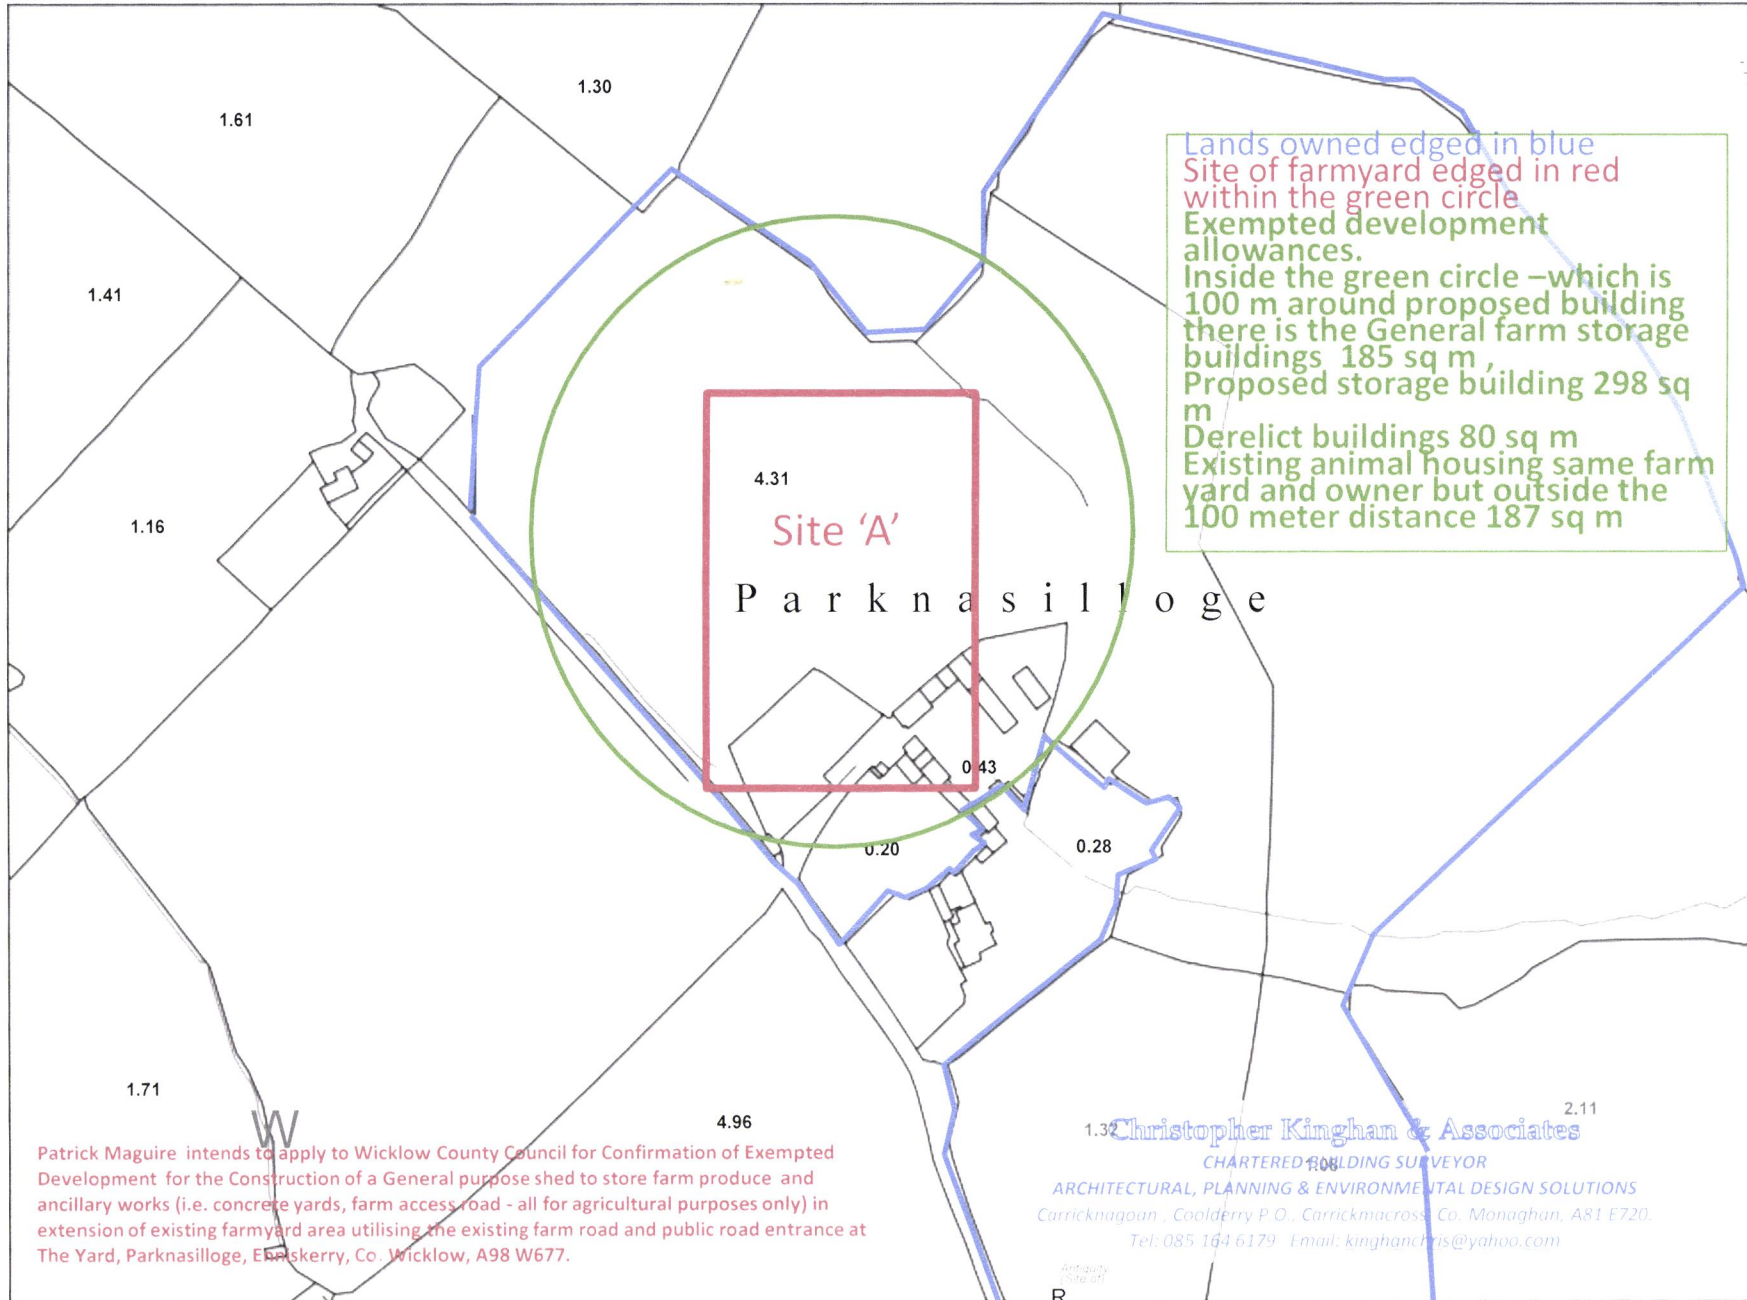 1.30
1.61
Lands owned edged in blue
Site of farmyard edged in red
within the green circle
Exempted development
allowances.
Inside the green circle –which is
100 m around proposed building
there is the General farm storage
buildings 185 sq m ,
Proposed storage building 298 sq
m
Derelict buildings 80 sq m
Existing animal housing same farm
yard and owner but outside the
100 meter distance 187 sq m
1.41
4.31
1.16
Site ‘A’
Parknasilloge
0.43
0.20
0.28
1.71
4.96
2.11
1.32
1.06
W
Patrick Maguire intends to apply to Wicklow County Council for Confirmation of Exempted
Development for the Construction of a General purpose shed to store farm produce and
ancillary works (i.e. concrete yards, farm access road - all for agricultural purposes only) in
extension of existing farmyard area utilising the existing farm road and public road entrance at
The Yard, Parknasilloge, Enniskerry, Co. Wicklow, A98 W677.
Christopher Kinghan & Associates
CHARTERED BUILDING SURVEYOR
ARCHITECTURAL, PLANNING & ENVIRONMENTAL DESIGN SOLUTIONS
Carricknagoan , Coolderry P.O., Carrickmacross, Co. Monaghan, A81 E720.
Tel: 085 164 6179 Email: kinghanchris@yahoo.com
Antiquity
(Site of)
R